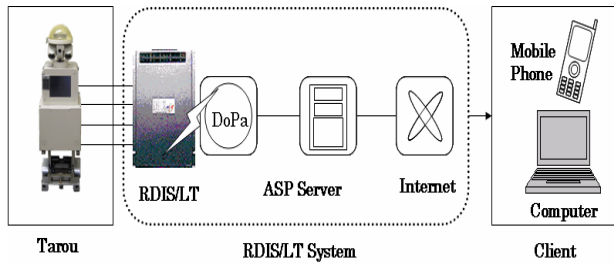 Mobile
Phone
DoPa
RDIS/LT
ASP Server
Internet
Computer
Tarou
RDIS/LT System
Client